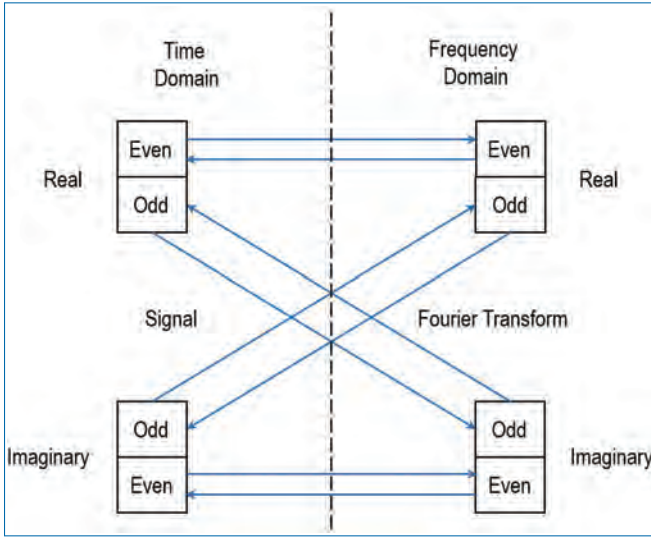 Time
Domain
Frequency
Domain
Even
Even
Real
Real
Odd
Odd
Signal
Fourier Transform
Odd
Odd
Imaginary
Imaginary
Even
Even